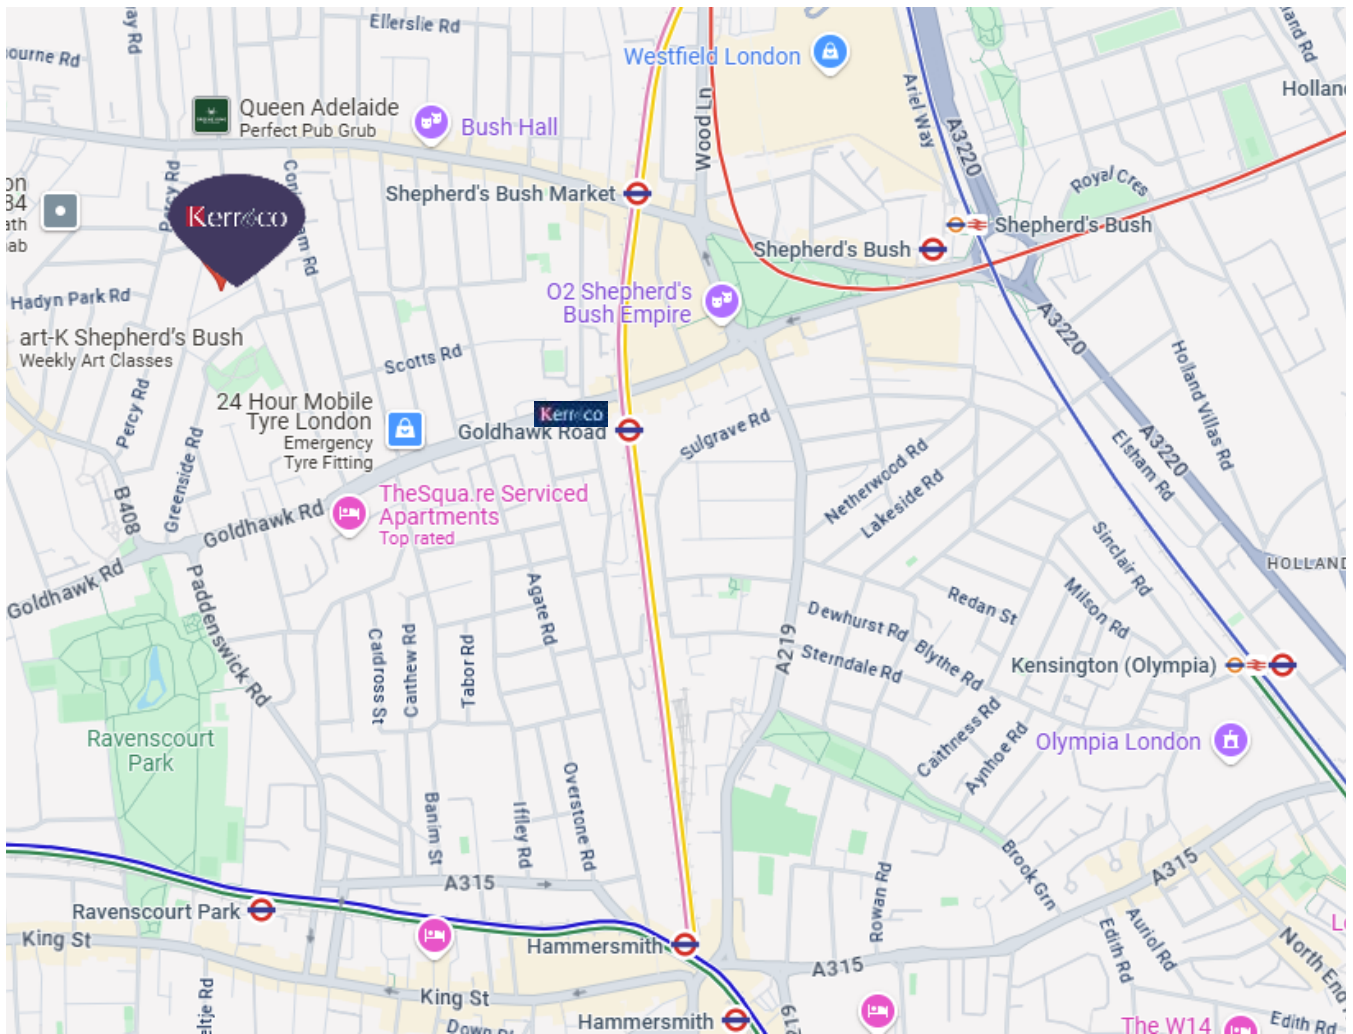 Ellerslie Rd
Westfield London
Ariel Way
Wood Ln
A3220
Holland
Queen Adelaide
Perfect Pub Grub
Bush Hall
Percy Rd
Shepherd's Bush Market
Royal Cres
Kerr&co
Shepherd's Bush
Shepherd's Bush
Hadyn Park Rd
O2 Shepherd's
Bush Empire
art-K Shepherd's Bush
Weekly Art Classes
Scotts Rd
A3220
Holland Villas Rd
24 Hour Mobile
Tyre London
Emergency
Tyre Fitting
Kerr&co
Goldhawk Road
Sulgrave Rd
Percy Rd
Greenside Rd
B408
Netherwood Rd
Lakeside Rd
Elsham Rd
A3220
TheSqua.re Serviced
Apartments
Top rated
Goldhawk Rd
Sinclair Rd
HOLLAND
Goldhawk Rd
Paddenswick Rd
Agate Rd
Cardross St
Caithew Rd
Tabor Rd
A219
Dewhurst Rd
Sterndale Rd
Blythe Rd
Redan St
Milson Rd
Kensington (Olympia)
Ravenscourt
Park
Caithness Rd
Aynhoe Rd
Olympia London
Banim St
Iffley Rd
Overstone Rd
A315
Brook Grn
A315
Rowan Rd
Ravenscourt Park
King St
Hammersmith
A315
Edith Rd
Auriol Rd
North End
King St
Hammersmith
The W14
Edith Rd